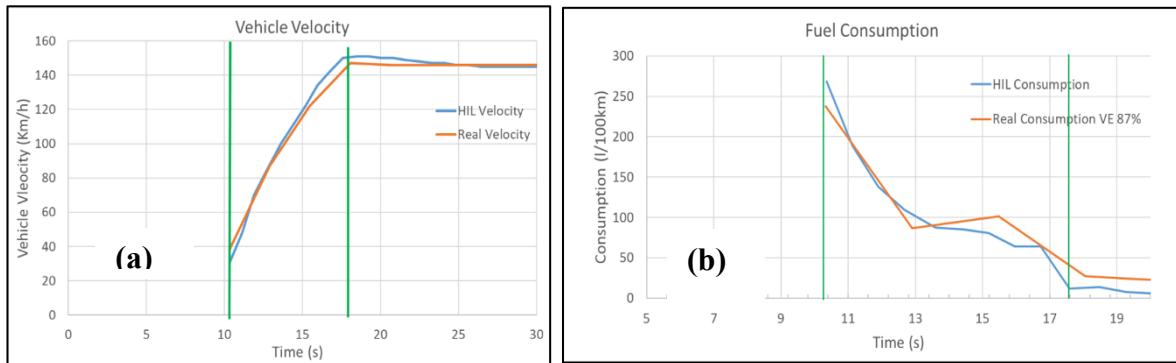 Vehicle Velocity
160
140
120
100
80
60
40
20
0
0 5 10 15 20 25 30
Vehicle Vleocity (Km/h)
Time (s)
HIL Velocity
Real Velocity
(a)
Fuel Consumption
300
250
200
150
100
50
0
5 7 9 11 13 15 17 19
Consumption (l/100km)
Time (s)
HIL Consumption
Real Consumption VE 87%
(b)